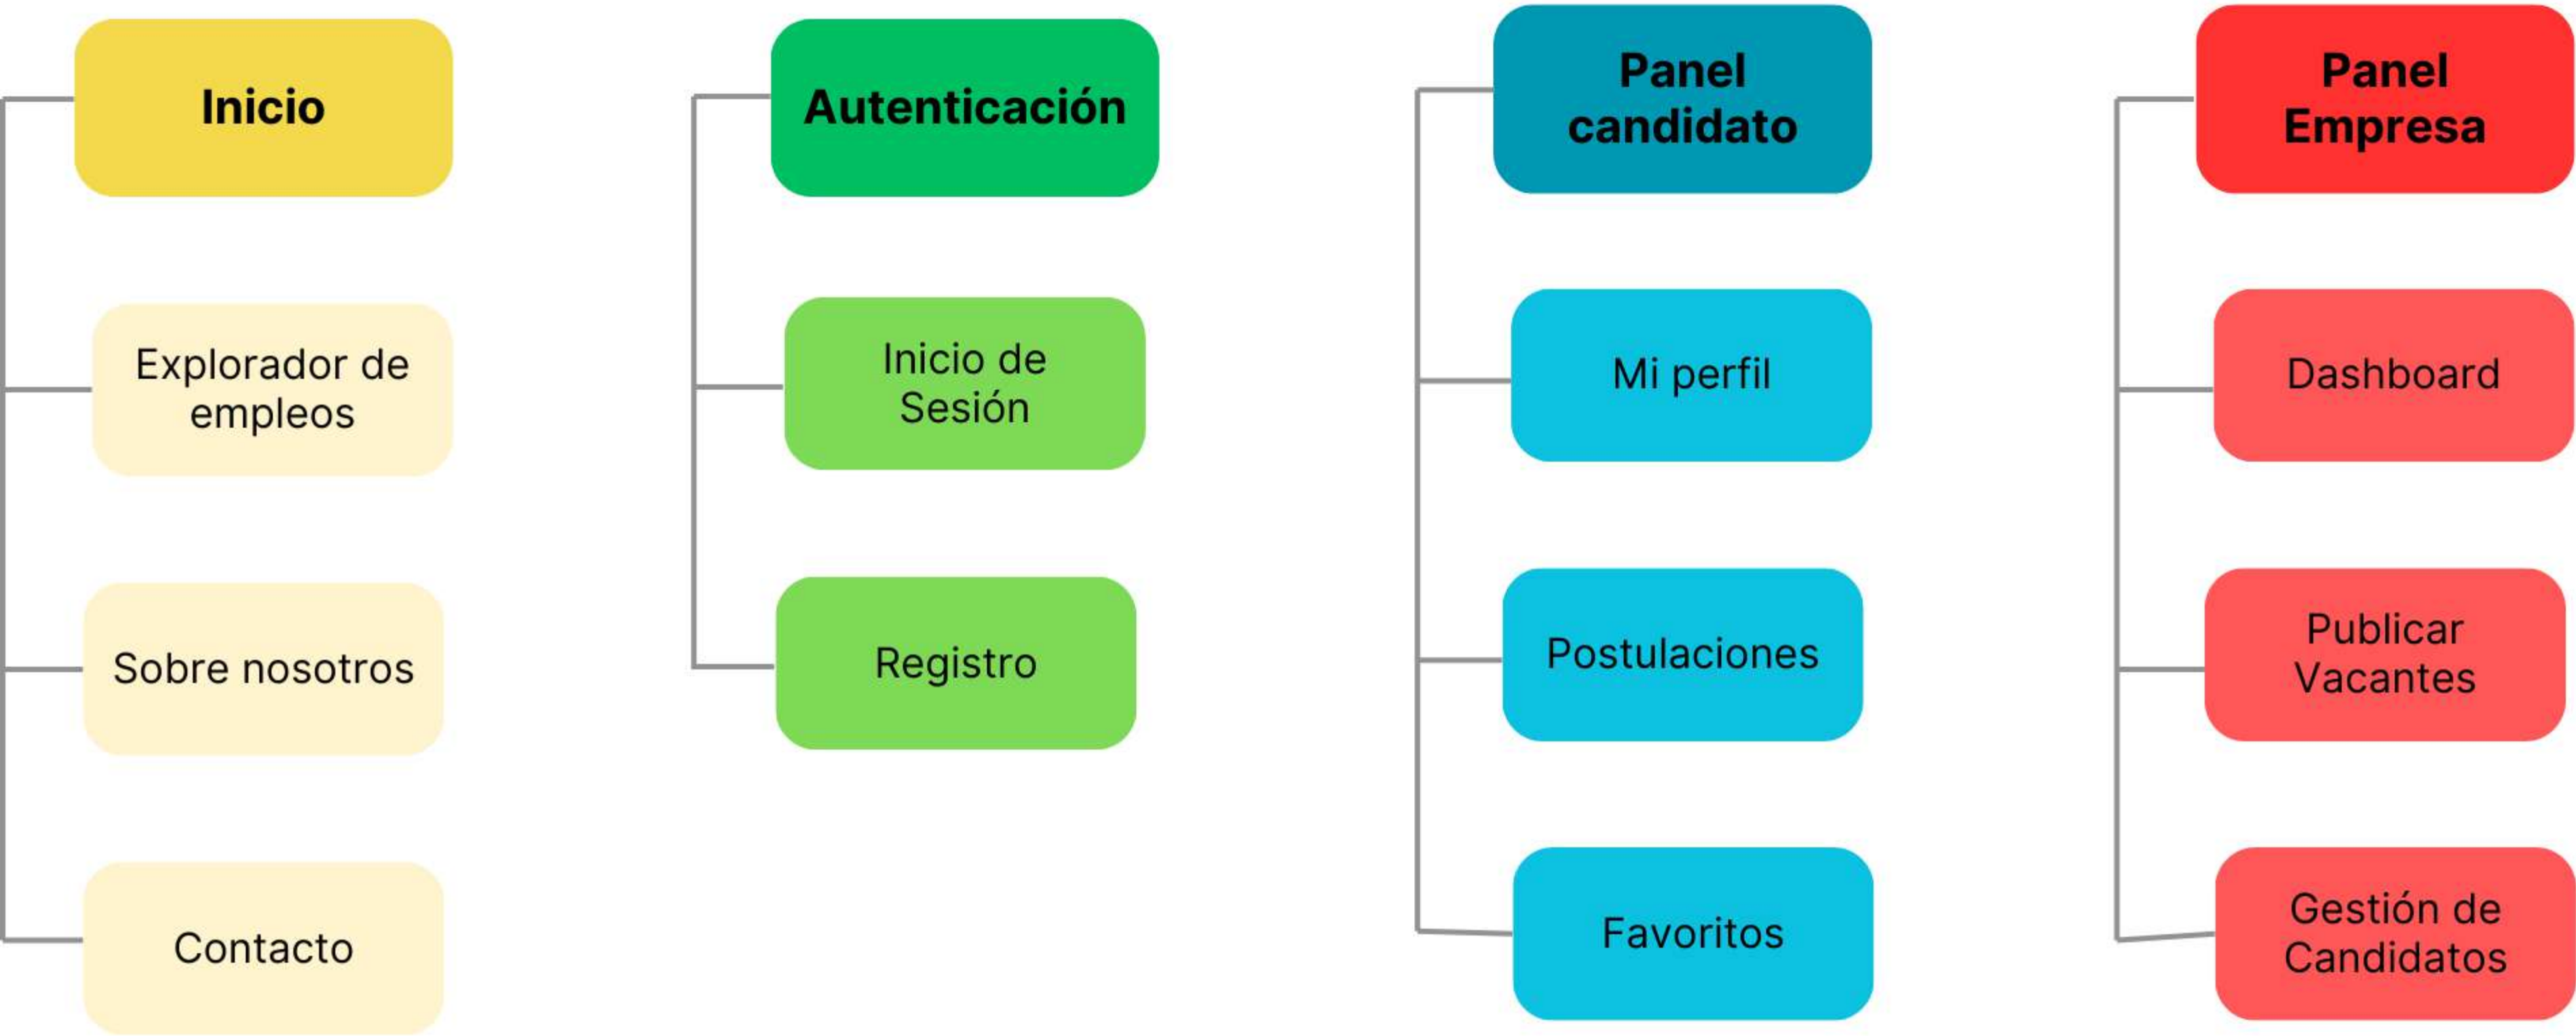 Inicio
Explorador de
empleos
Sobre nosotros
Contacto
Autenticación
Inicio de
Sesión
Registro
Panel
candidato
Mi perfil
Postulaciones
Favoritos
Panel
Empresa
Dashboard
Publicar
Vacantes
Gestión de
Candidatos